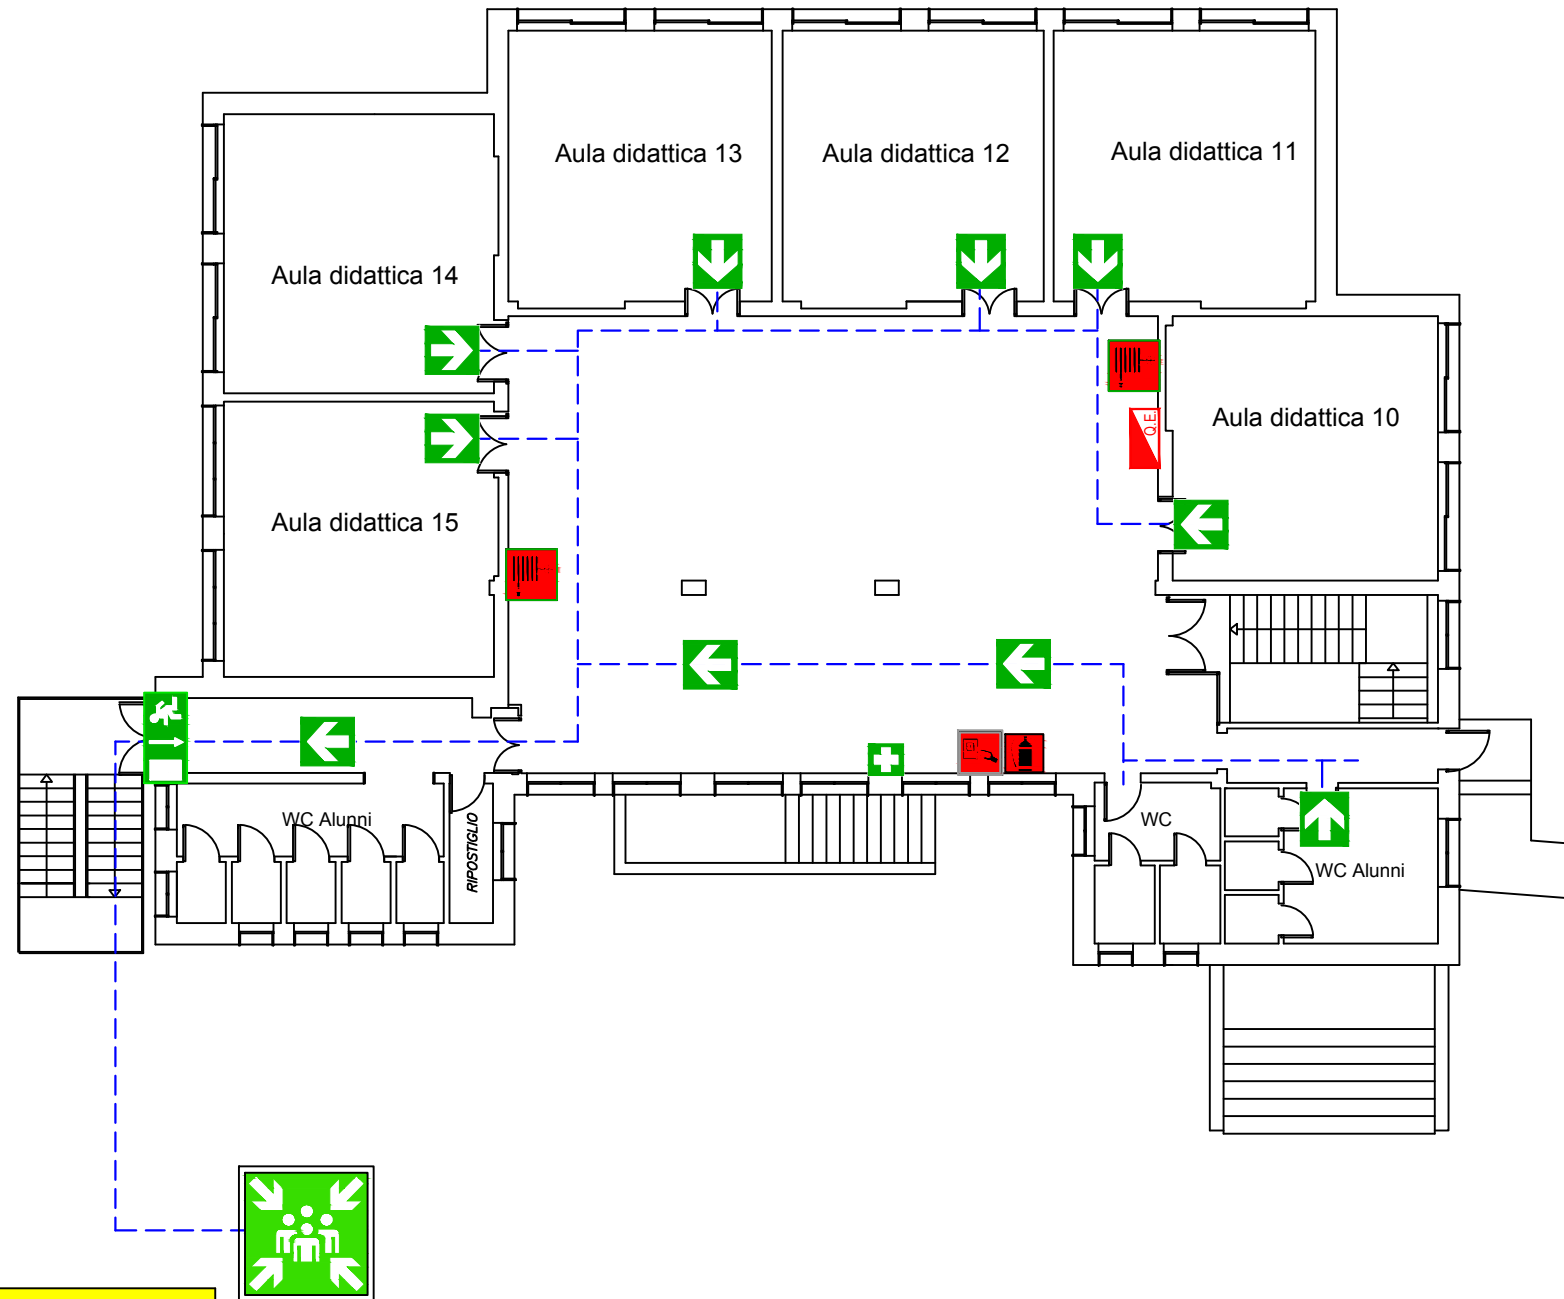 Aula didattica 13
Aula didattica 12
Aula didattica 11
Aula didattica 14
Aula didattica 10
Q.E.
Aula didattica 15
WC Alunni
RIPOSTIGLIO
WC
WC Alunni